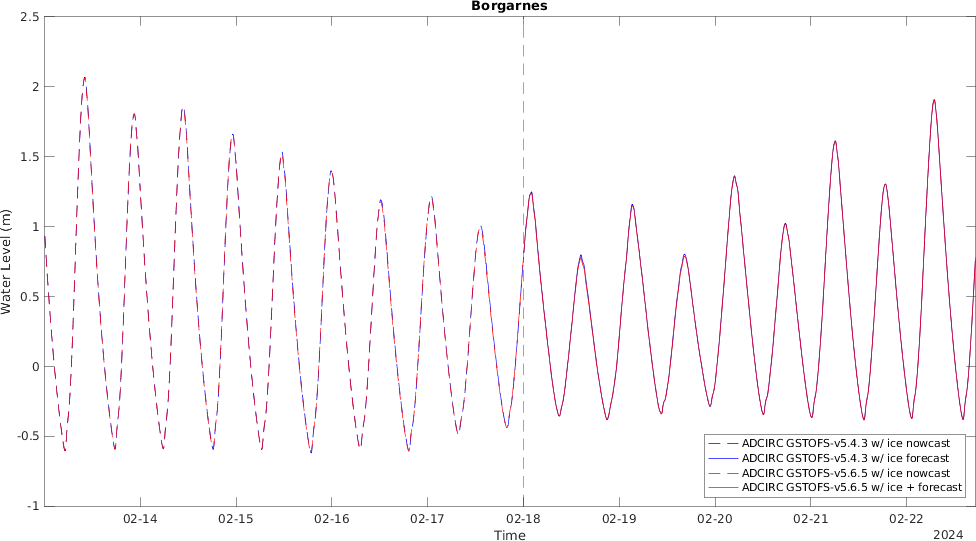 Borgarnes
2.5
2
1.5
1
0.5
0
-0.5
-1
Water Level (m)
ADCIRC GSTOFS-v5.4.3 w/ ice nowcast
ADCIRC GSTOFS-v5.4.3 w/ ice forecast
ADCIRC GSTOFS-v5.6.5 w/ ice nowcast
ADCIRC GSTOFS-v5.6.5 w/ ice + forecast
02-14 02-15 02-16 02-17 02-18 02-19 02-20 02-21 02-22
Time
2024